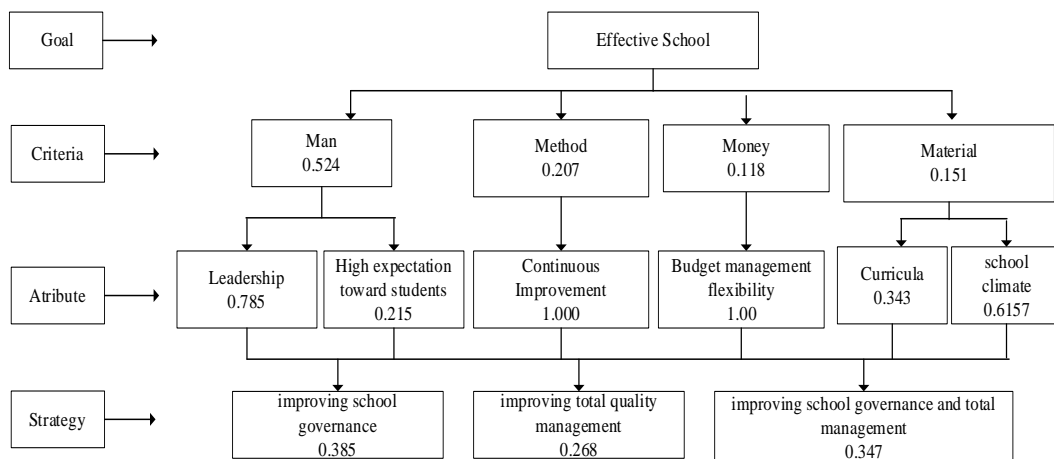 Goal
Effective School
Criteria
Man
0.524
Method
0.207
Money
0.118
Material
0.151
Atribute
Leadership
0.785
High expectation
toward students
0.215
Continuous
Improvement
1.000
Budget management
flexibility
1.00
Curricula
0.343
school
climate
0.6157
Strategy
improving school
governance
0.385
improving total quality
management
0.268
improving school governance and total
management
0.347